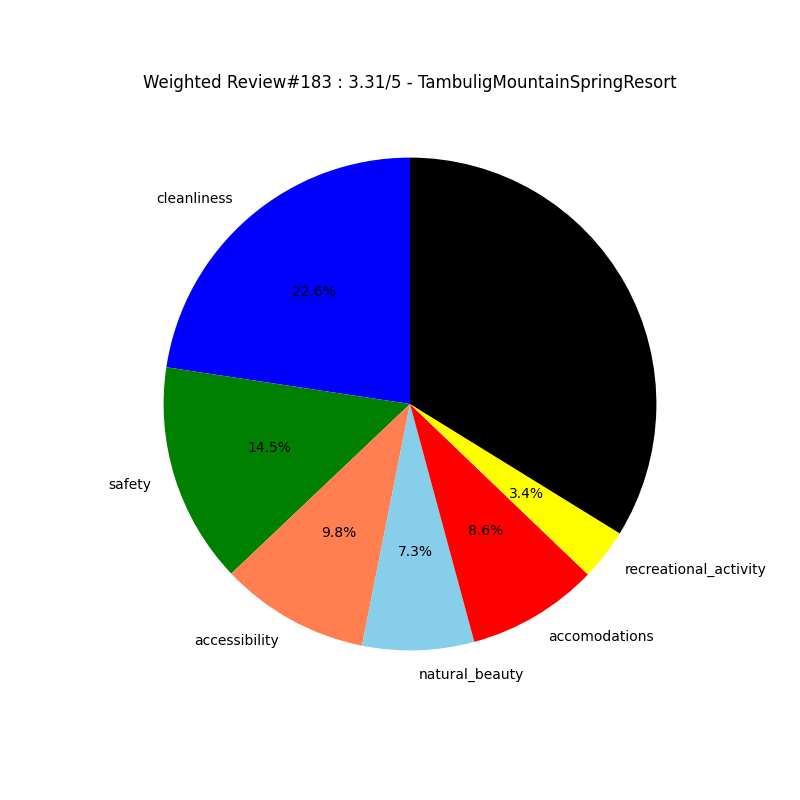 Weighted Review#183 : 3.31/5 - TambuligMountainSpringResort
cleanliness
22.6%
safety
14.5%
accessibility
9.8%
natural_beauty
7.3%
accomodations
8.6%
recreational_activity
3.4%